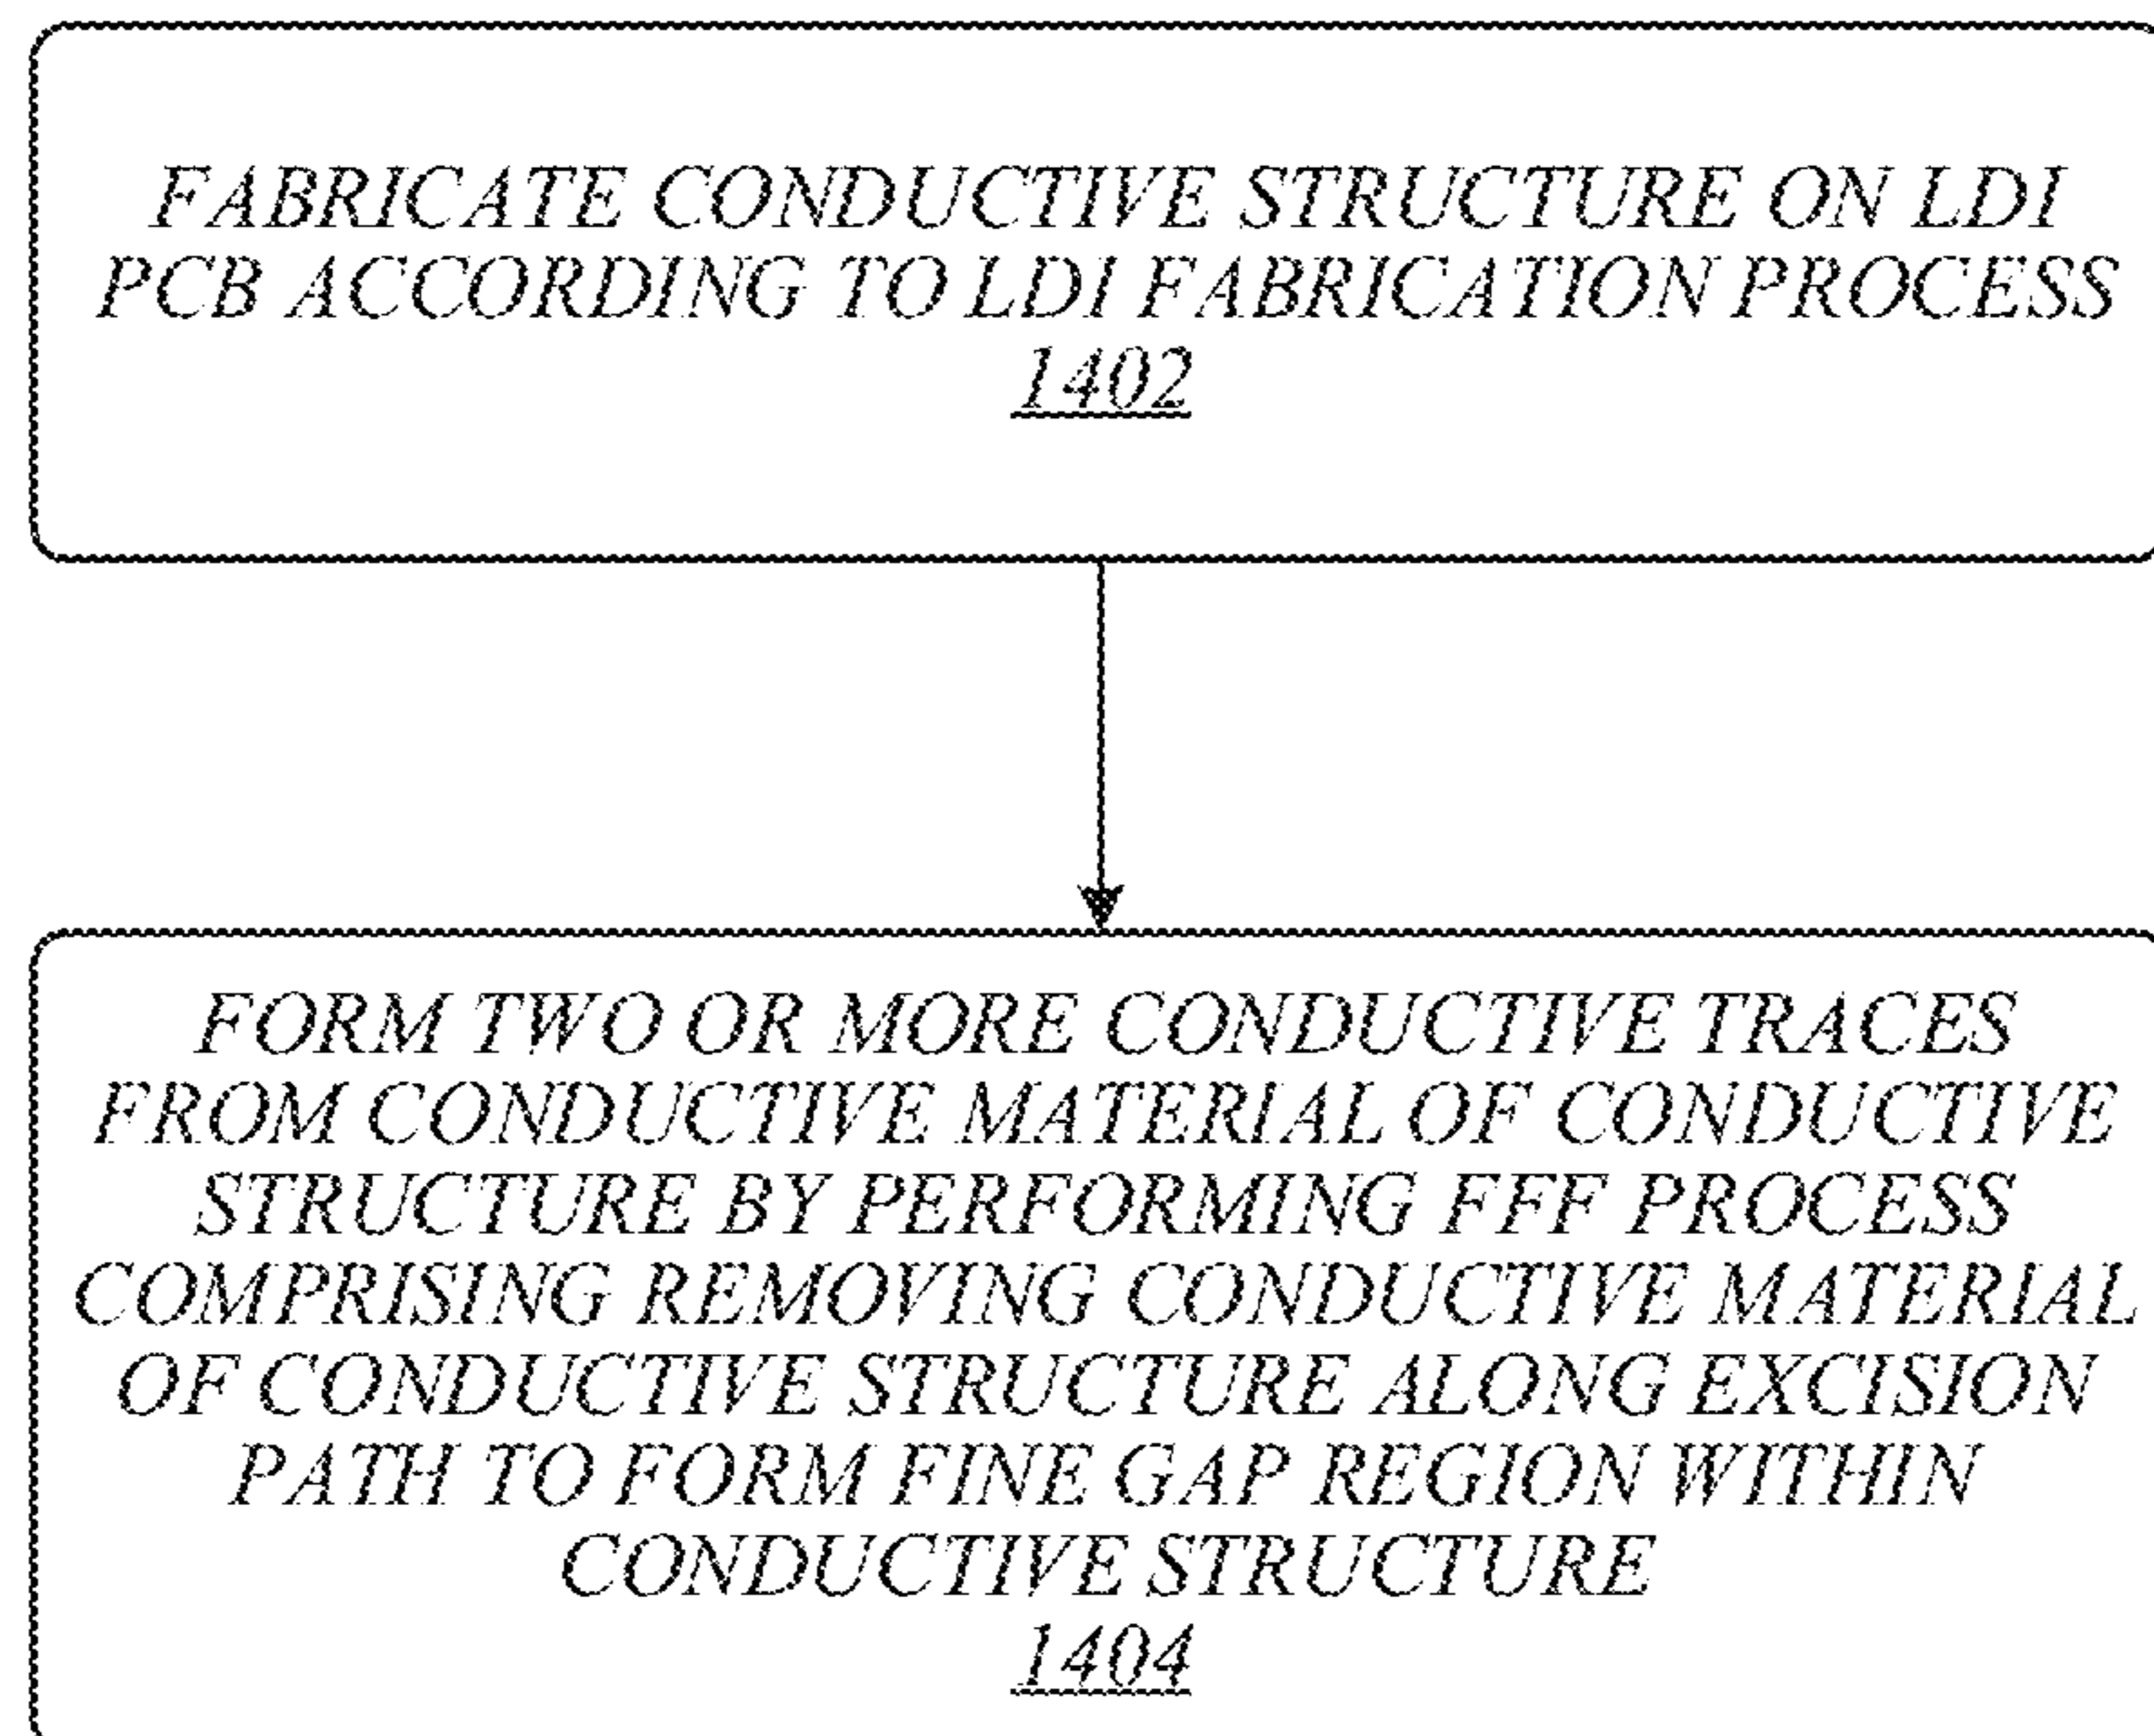 FABRICATE CONDUCTIVE STRUCTURE ON LDI
PCB ACCORDING TO LDI FABRICATION PROCESS
1402
FORM TWO OR MORE CONDUCTIVE TRACES
FROM CONDUCTIVE MATERIAL OF CONDUCTIVE
STRUCTURE BY PERFORMING FFF PROCESS
COMPRISING REMOVING CONDUCTIVE MATERIAL
OF CONDUCTIVE STRUCTURE ALONG EXCISION
PATH TO FORM FINE GAP REGION WITHIN
CONDUCTIVE STRUCTURE
1404